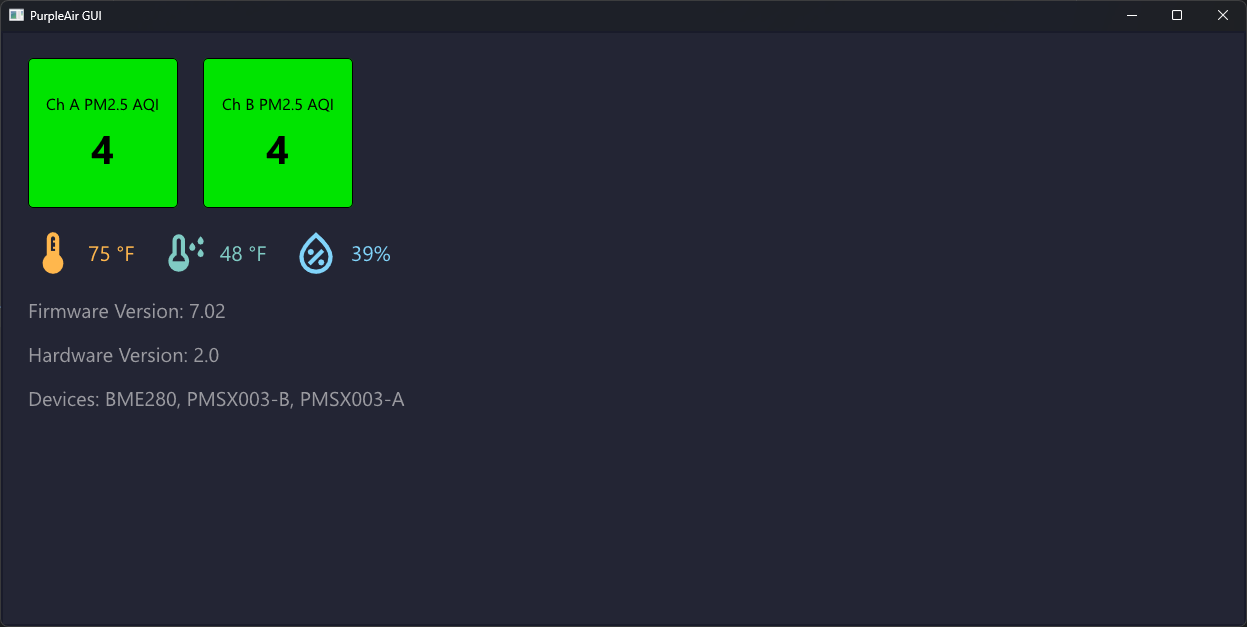 PurpleAir GUI
Ch A PM2.5 AQI
4
Ch B PM2.5 AQI
4
75 °F 48 °F 39%
Firmware Version: 7.02
Hardware Version: 2.0
Devices: BME280, PMSX003-B, PMSX003-A